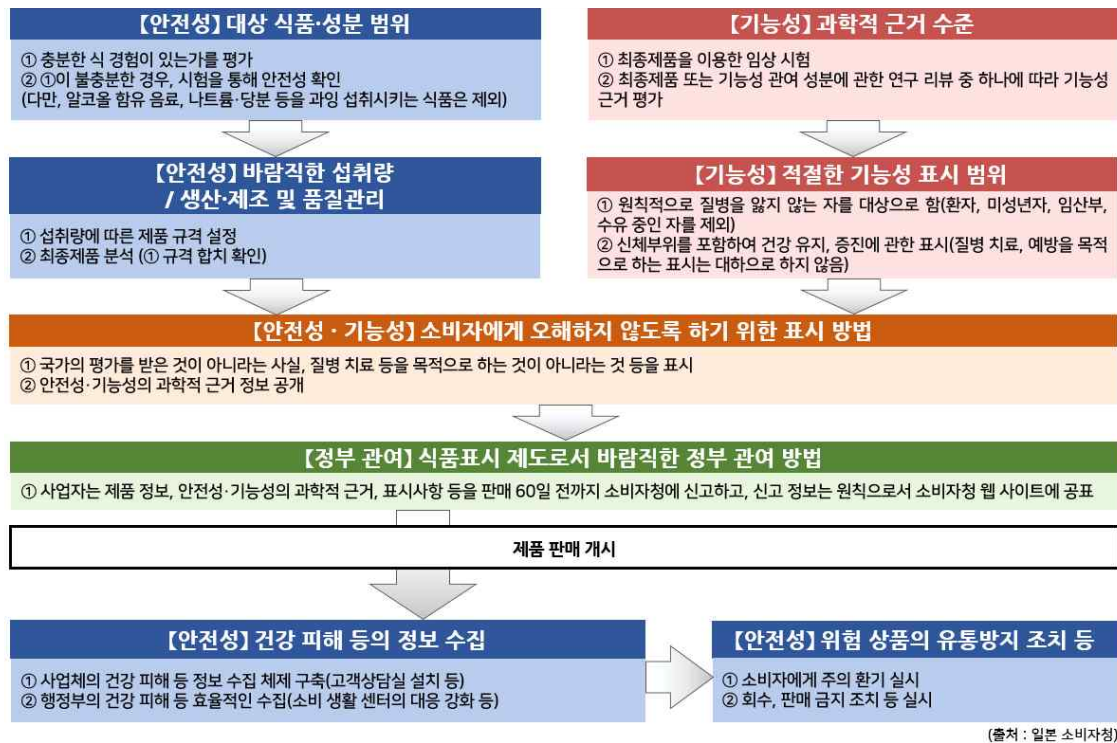 【안전성】 대상 식품·성분 범위
① 충분한 식 경험이 있는가를 평가
② ①이 불충분한 경우, 시험을 통해 안전성 확인
(다만, 알코올 함유 음료, 나트륨·당분 등을 과잉 섭취시키는 식품은 제외)
【기능성】 과학적 근거 수준
① 최종제품을 이용한 임상 시험
② 최종제품 또는 기능성 관여 성분에 관한 연구 리뷰 중 하나에 따라 기능성
근거 평가
【안전성】 바람직한 섭취량
/ 생산·제조 및 품질관리
① 섭취량에 따른 제품 규격 설정
② 최종제품 분석 (① 규격 합치 확인)
【기능성】 적절한 기능성 표시 범위
① 원칙적으로 질병을 앓지 않는 자를 대상으로 함(환자, 미성년자, 임산부,
수유 중인 자를 제외)
② 신체부위를 포함하여 건강 유지, 증진에 관한 표시(질병 치료, 예방을 목적
으로 하는 표시는 대하으로 하지 않음)
【안전성 · 기능성】 소비자에게 오해하지 않도록 하기 위한 표시 방법
① 국가의 평가를 받은 것이 아니라는 사실, 질병 치료 등을 목적으로 하는 것이 아니라는 것 등을 표시
② 안전성·기능성의 과학적 근거 정보 공개
【정부 관여】 식품표시 제도로서 바람직한 정부 관여 방법
① 사업자는 제품 정보, 안전성·기능성의 과학적 근거, 표시사항 등을 판매 60일 전까지 소비자청에 신고하고, 신고 정보는 원칙으로서 소비자청 웹 사이트에 공표
제품 판매 개시
【안전성】 건강 피해 등의 정보 수집
① 사업체의 건강 피해 등 정보 수집 체제 구축(고객상담실 설치 등)
② 행정부의 건강 피해 등 효율적인 수집(소비 생활 센터의 대응 강화 등)
【안전성】 위험 상품의 유통방지 조치 등
① 소비자에게 주의 환기 실시
② 회수, 판매 금지 조치 등 실시
(출처 : 일본 소비자청)